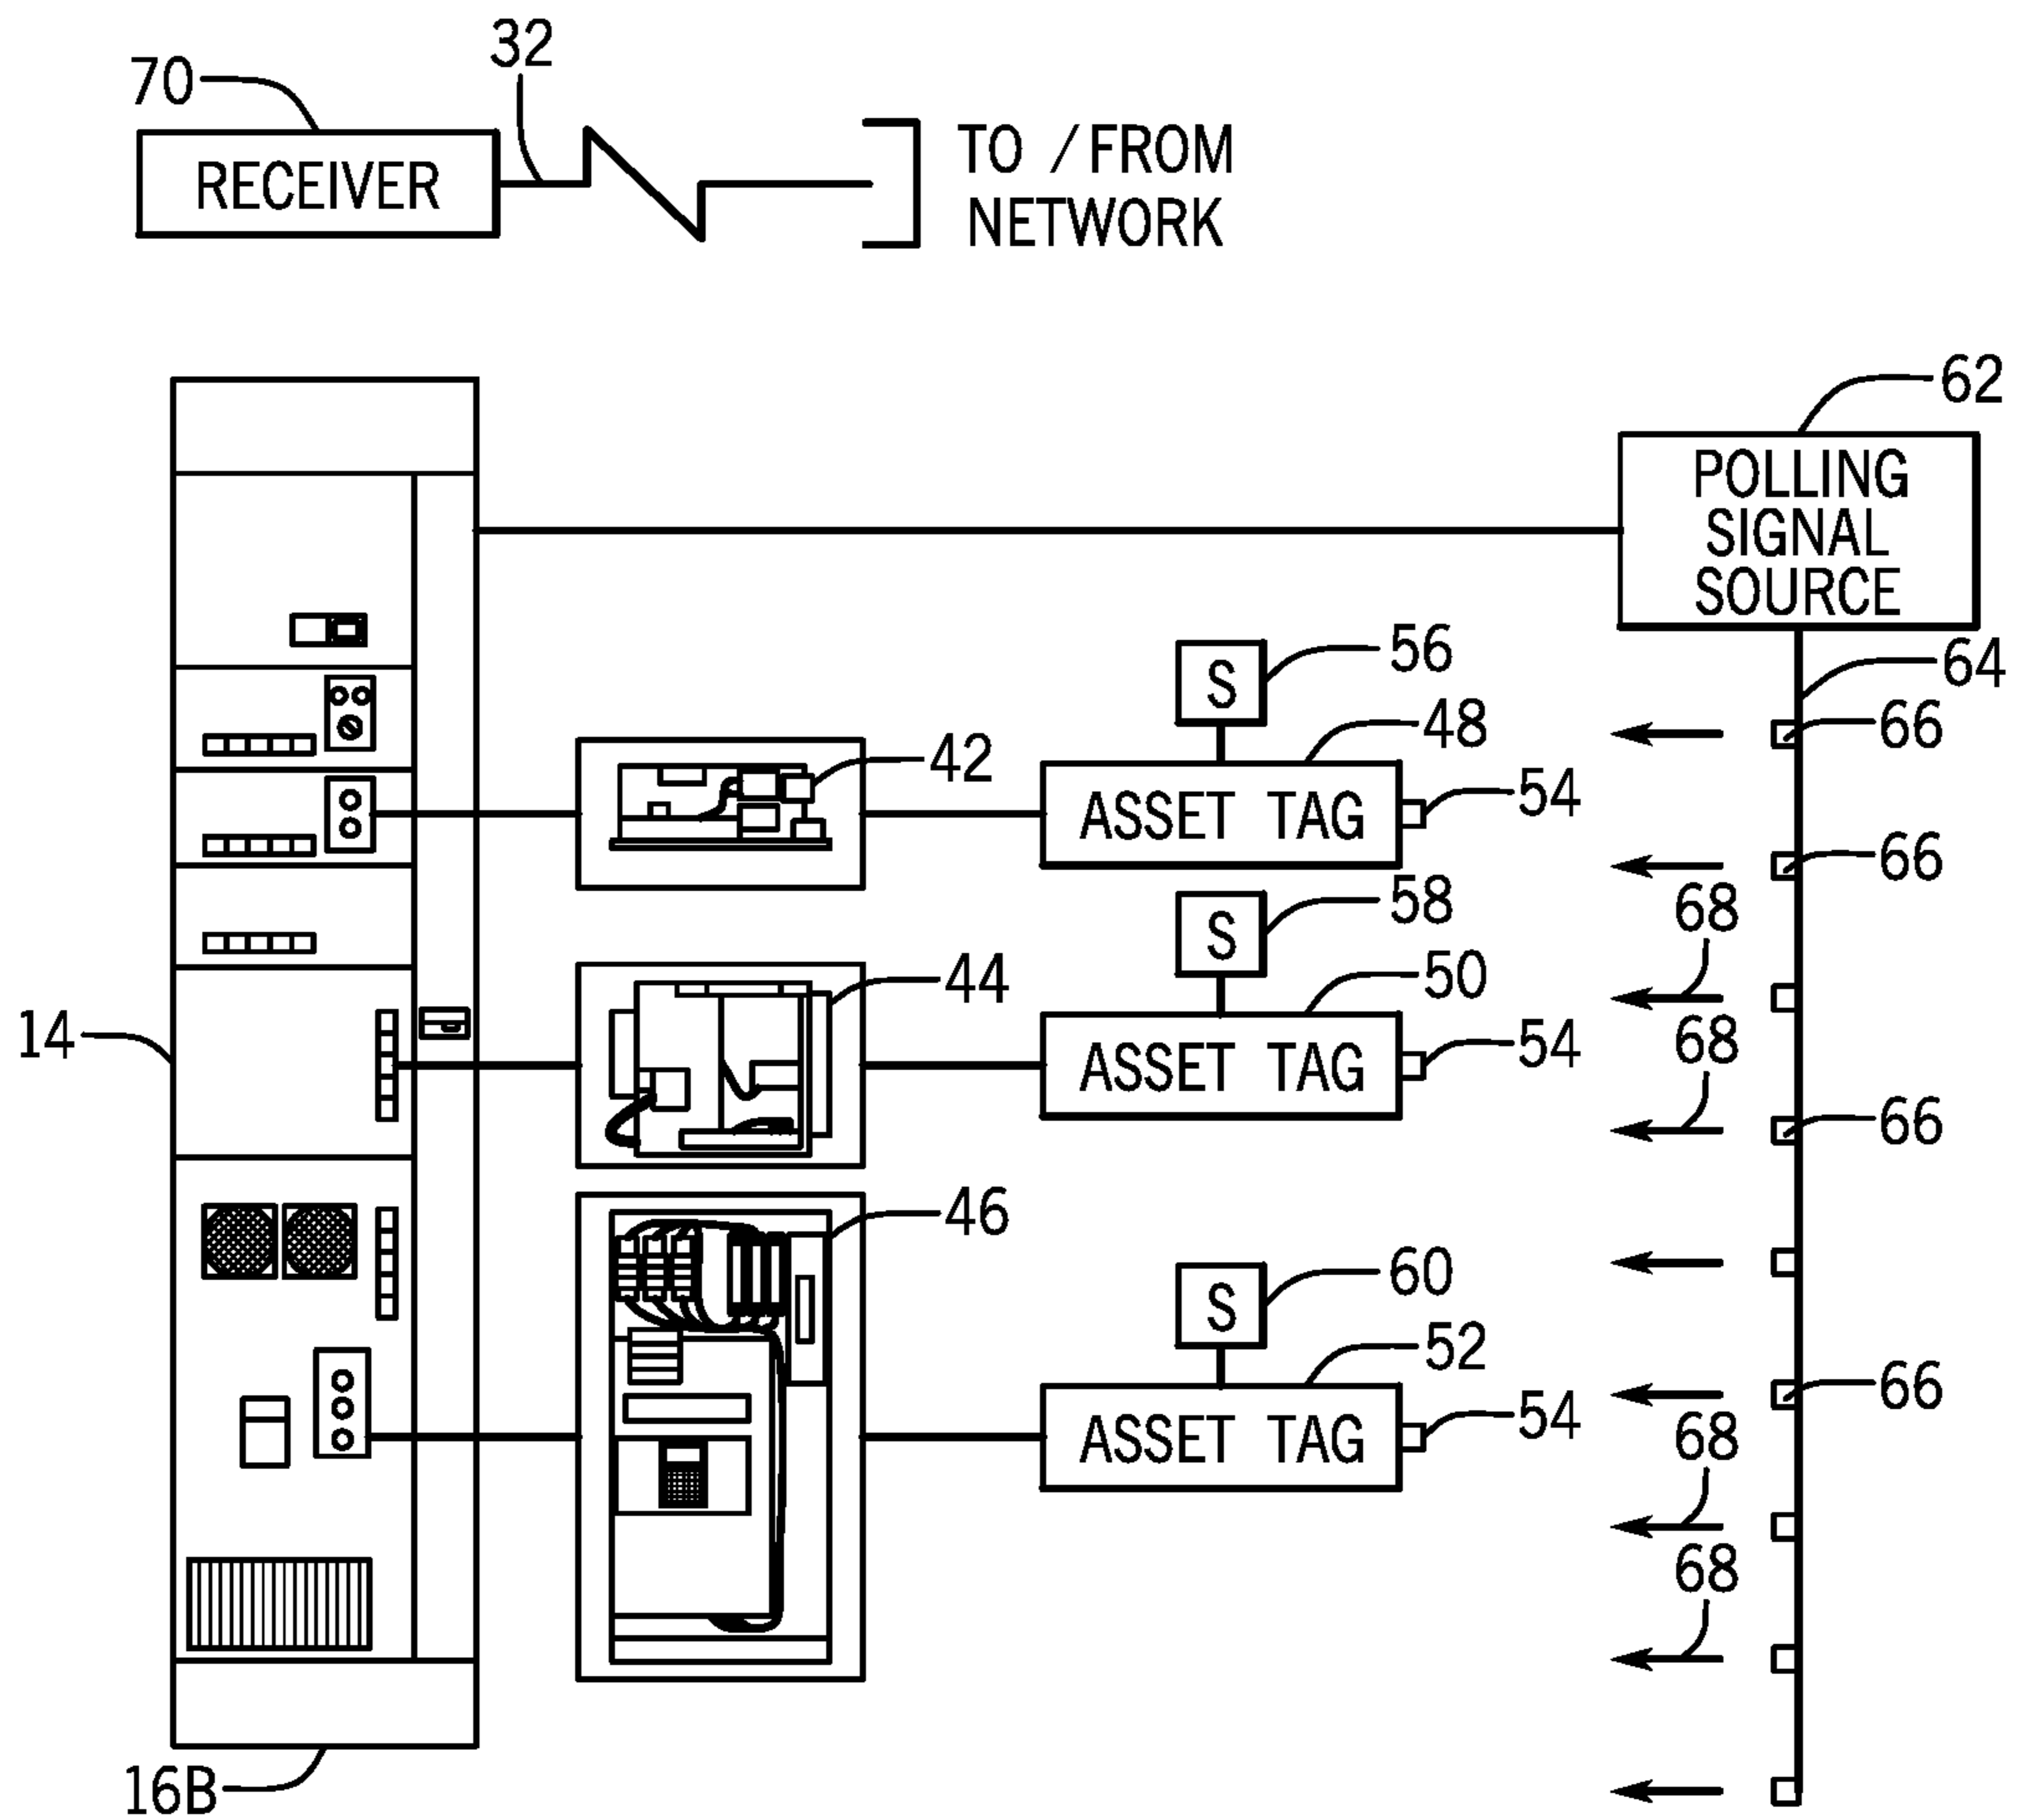 32
70
RECEIVER
TO / FROM
NETWORK
62
POLLING
SIGNAL
SOURCE
56
S
64
48
66
42
ASSET TAG
54
66
58
68
S
44
50
14
68
ASSET TAG
54
66
46
60
S
52
66
ASSET TAG
54
68
68
16B